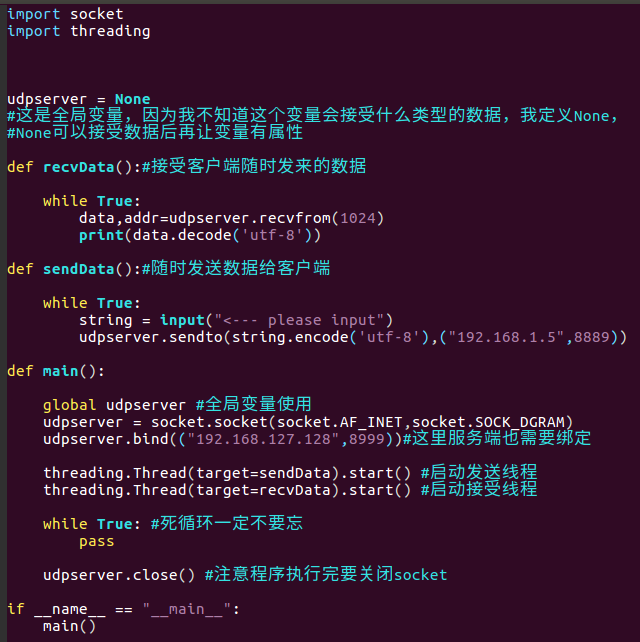 import socket
import threading
udpserver = None
#这是全局变量，因为我不知道这个变量会接受什么类型的数据，我定义None，
#None可以接受数据后再让变量有属性
def recvData():#接受客户端随时发来的数据
    while True:
        data,addr=udpserver.recvfrom(1024)
        print(data.decode('utf-8'))
def sendData():#随时发送数据给客户端
    while True:
        string = input("<--- please input")
        udpserver.sendto(string.encode('utf-8'),("192.168.1.5",8889))
def main():
    global udpserver #全局变量使用
    udpserver = socket.socket(socket.AF_INET,socket.SOCK_DGRAM)
    udpserver.bind(("192.168.127.128",8999))#这里服务端也需要绑定
    threading.Thread(target=sendData).start() #启动发送线程
    threading.Thread(target=recvData).start() #启动接受线程
    while True: #死循环一定不要忘
        pass
    udpserver.close() #注意程序执行完要关闭socket
if __name__ == "__main__":
    main()